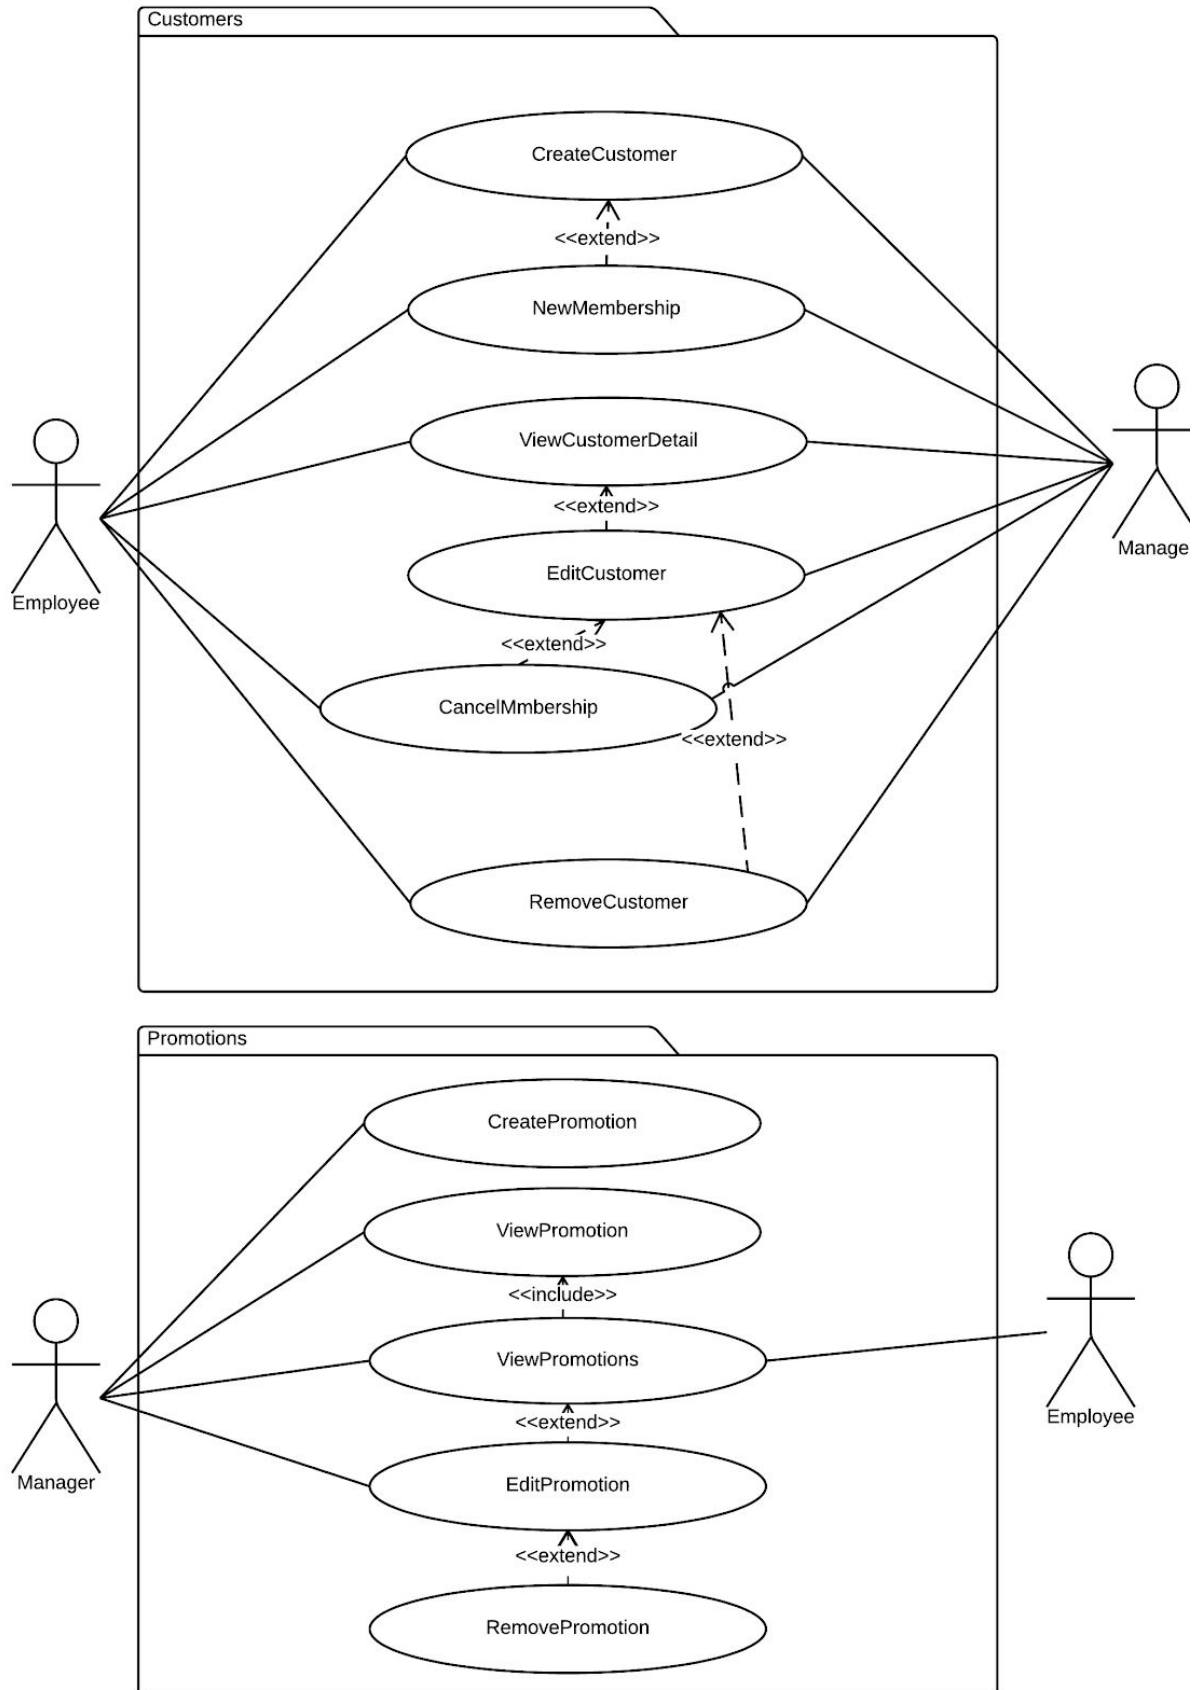 Customers
CreateCustomer
<<extend>>
NewMembership
ViewCustomerDetail
<<extend>>
EditCustomer
<<extend>>
CancelMmbership
<<extend>>
RemoveCustomer
Employee
Manage
Promotions
CreatePromotion
ViewPromotion
<<include>>
ViewPromotions
<<extend>>
EditPromotion
<<extend>>
RemovePromotion
Manager
Employee